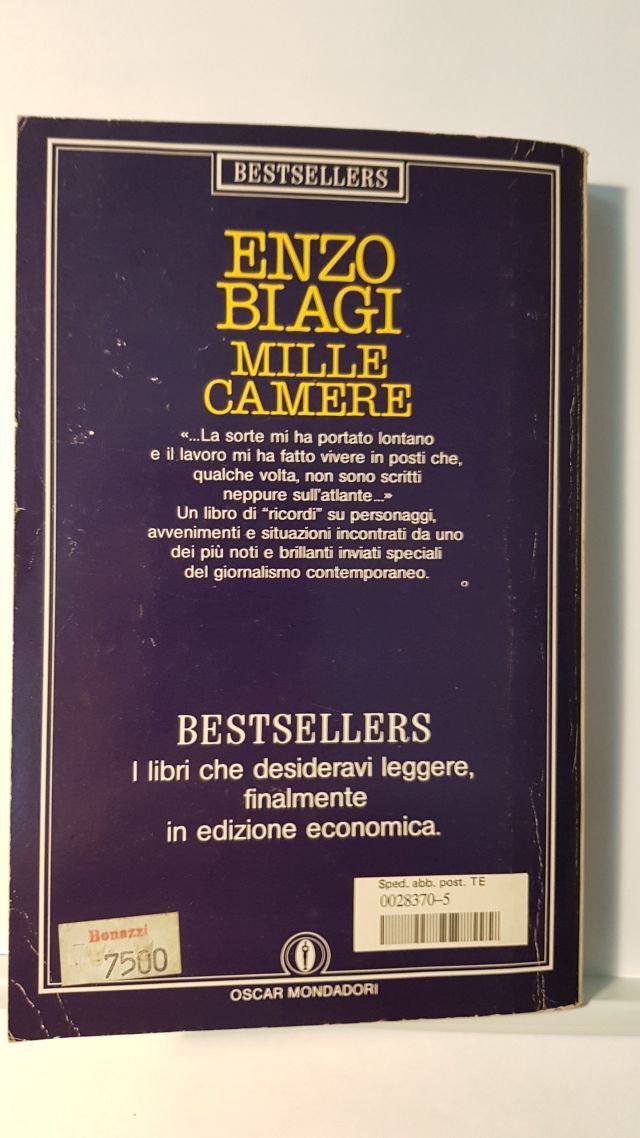 BESTSELLERS
ENZO
BIAGI
MILLE
CAMERE
«...La sorte mi ha portato lontano
e il lavoro mi ha fatto vivere in posti che,
qualche volta, non sono scritti
neppure sull'atlante...»
Un libro di "ricordi" su personaggi,
avvenimenti e situazioni incontrati da uno
dei più noti e brillanti inviati speciali
del giornalismo contemporaneo.
BESTSELLERS
I libri che desideravi leggere,
finalmente
in edizione economica.
Sped. abb. post. TE
0028370-5
Bonazzi
7500
OSCAR MONDADORI